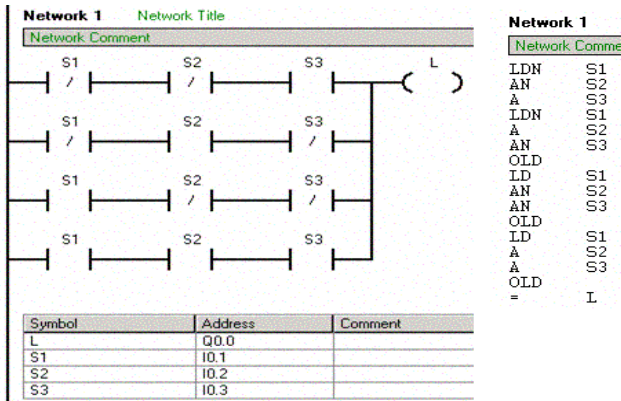 Network 1 Network Title
Network Comment
S1 S2 S3 L
S1 S2 S3
S1 S2 S3
S1 S2 S3
Symbol Address Comment
L Q0.0
S1 I0.1
S2 I0.2
S3 I0.3
Network 1
Network Comme
LDN S1
AN S2
A S3
LDN S1
A S2
AN S3
OLD
LD S1
AN S2
AN S3
OLD
LD S1
A S2
A S3
OLD
= L